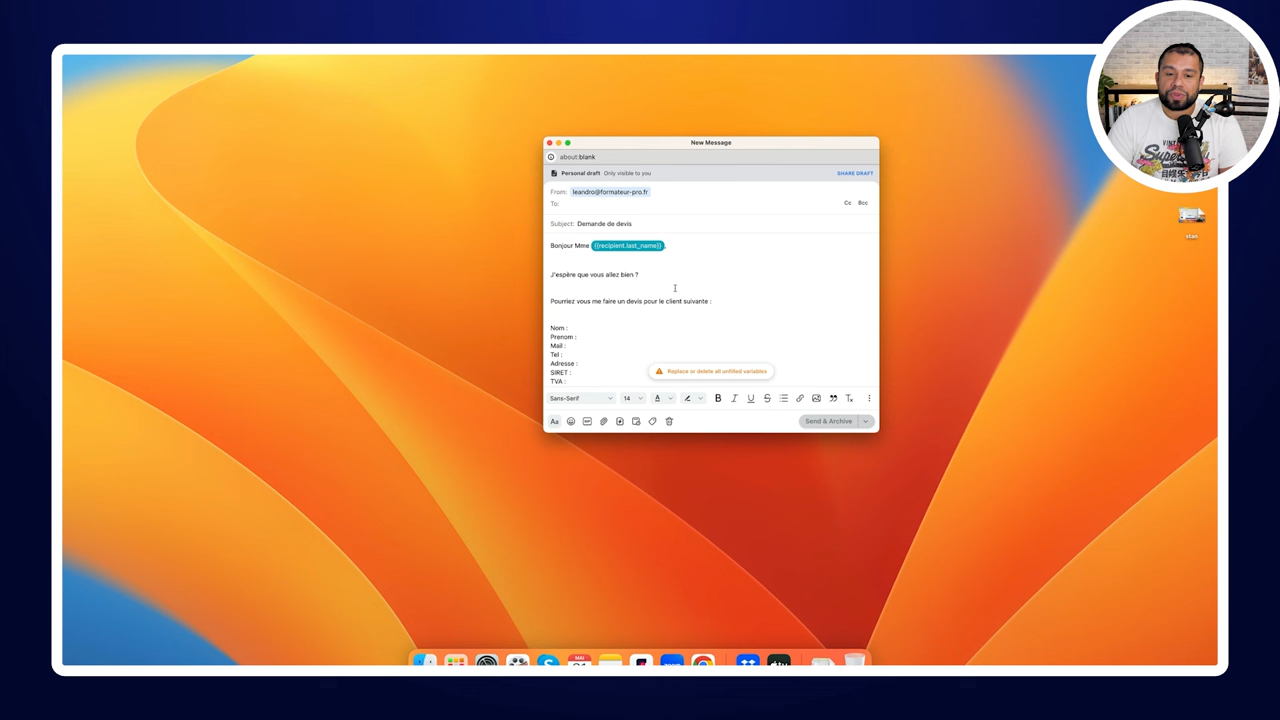 New Message
about:blank
Personal draft Only visible to you
SHARE DRAFT
From: leandro@formateur-pro.fr
To:
Cc Bcc
Subject: Demande de devis
Bonjour Mme {{recipient.last_name}},
J'espère que vous allez bien ?
Pourriez vous me faire un devis pour le client suivante :
Nom :
Prenom :
Mail :
Tel :
Adresse :
SIRET :
TVA :
Replace or delete all unfilled variables
Sans-Serif
14
Send & Archive
stan
MAI